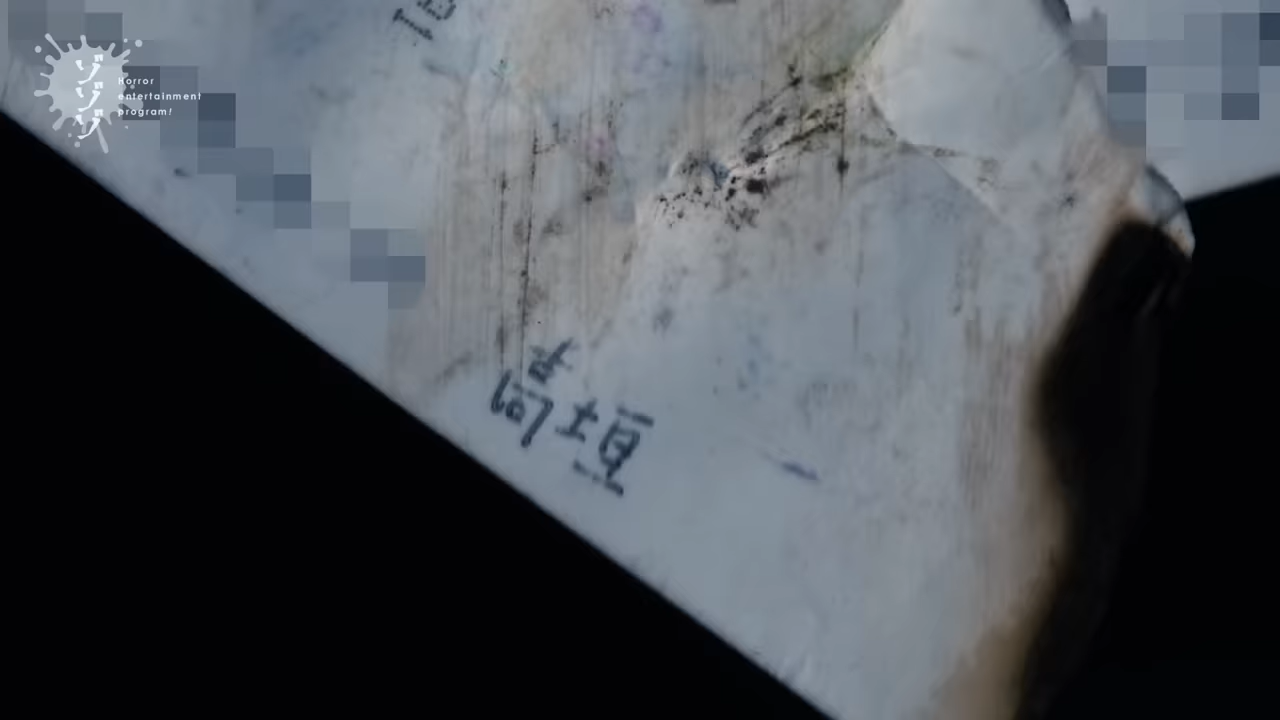 ゾゾゾ
Horror
entertainment
program!
高垣